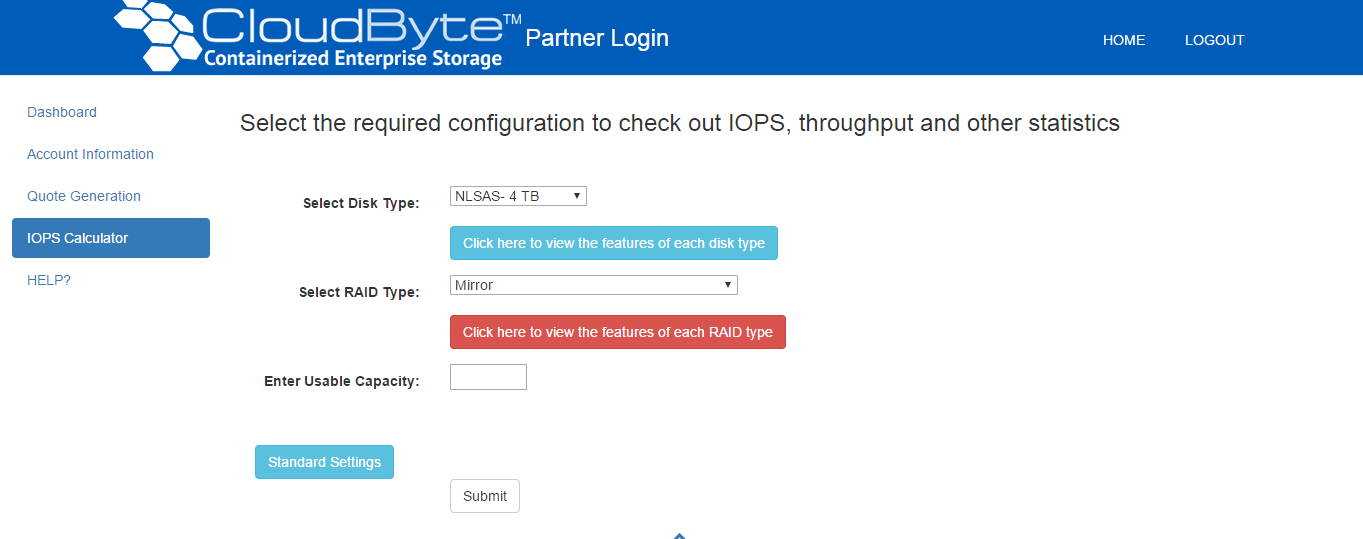 CloudByte™ Partner Login
Containerized Enterprise Storage
HOME LOGOUT
Dashboard
Account Information
Quote Generation
IOPS Calculator
HELP?
Select the required configuration to check out IOPS, throughput and other statistics
Select Disk Type: NLSAS- 4 TB
Click here to view the features of each disk type
Select RAID Type: Mirror
Click here to view the features of each RAID type
Enter Usable Capacity:
Standard Settings
Submit